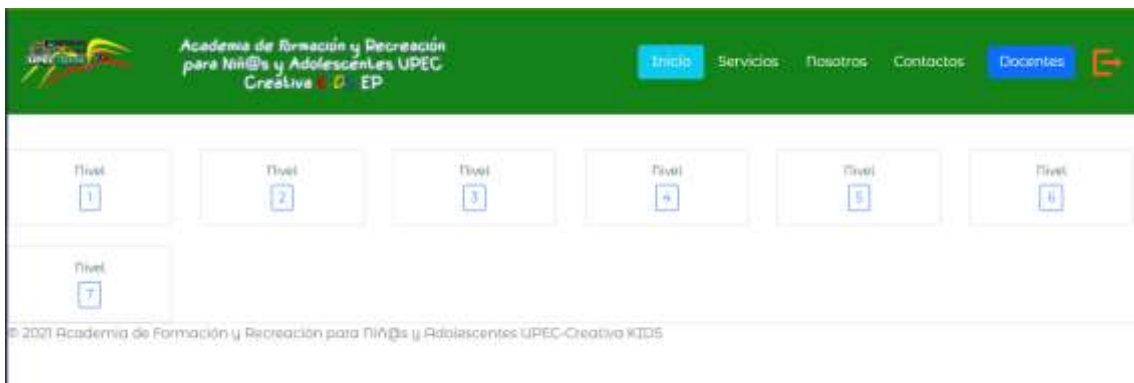 Academia de Formación y Recreación
para Niñ@s y Adolescentes UPEC
Creativa EP
Inicio Servicios Nosotros Contactos Docentes
Nivel Nivel Nivel Nivel Nivel Nivel
1 2 3 4 5 6
Nivel
7
© 2021 Academia de Formación y Recreación para Niñ@s y Adolescentes UPEC-Creativa KIDS